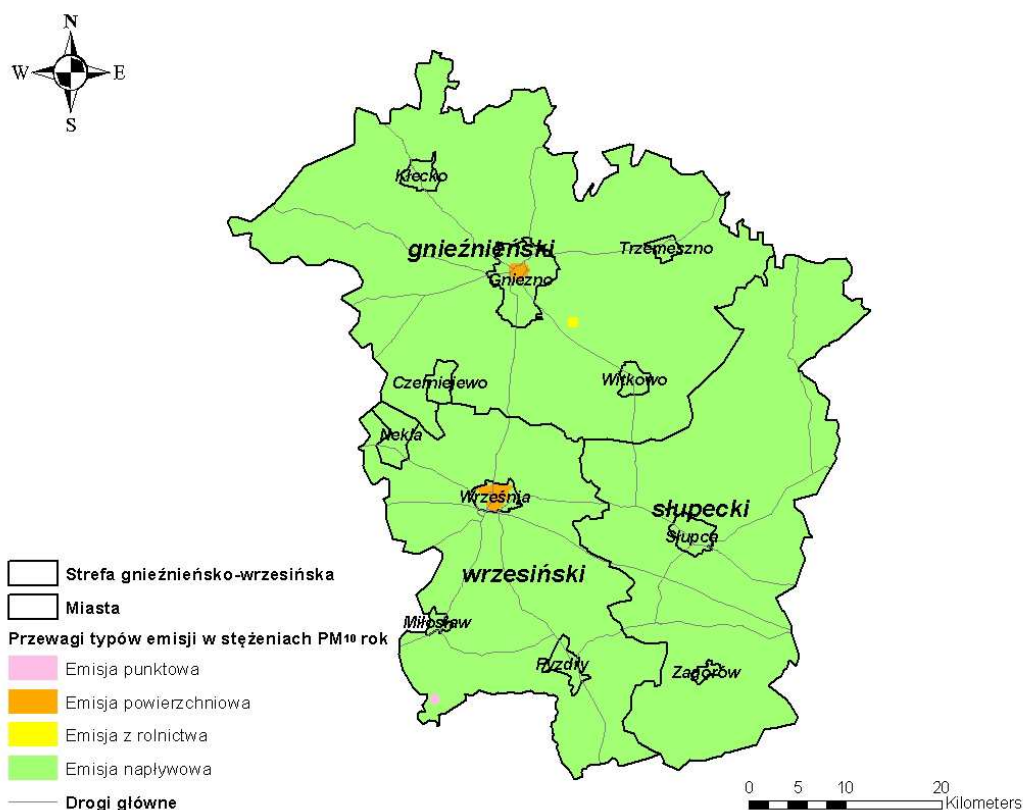 N
W E
S
Kłecko
gnieźnieński
Trzemeszno
Gniezno
Czerniejewo
Witkowo
Nekla
Września
słupecki
Słupca
wrzesiński
Miłosław
Pyzdry
Zagórów
Strefa gnieźnieńsko-wrzesińska
Miasta
Przewagi typów emisji w stężeniach PM10 rok
Emisja punktowa
Emisja powierzchniowa
Emisja z rolnictwa
Emisja napływowa
Drogi główne
0 5 10 20
Kilometers